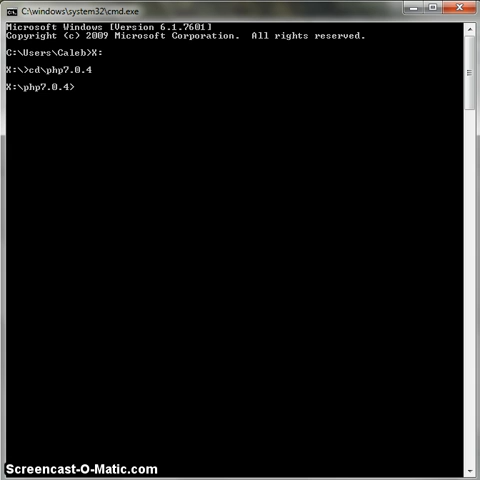 C:\windows\system32\cmd.exe
Microsoft Windows [Version 6.1.7601]
Copyright (c) 2009 Microsoft Corporation.  All rights reserved.
C:\Users\Caleb>X:
X:\>cd\php7.0.4
X:\php7.0.4>
Screencast-O-Matic.com